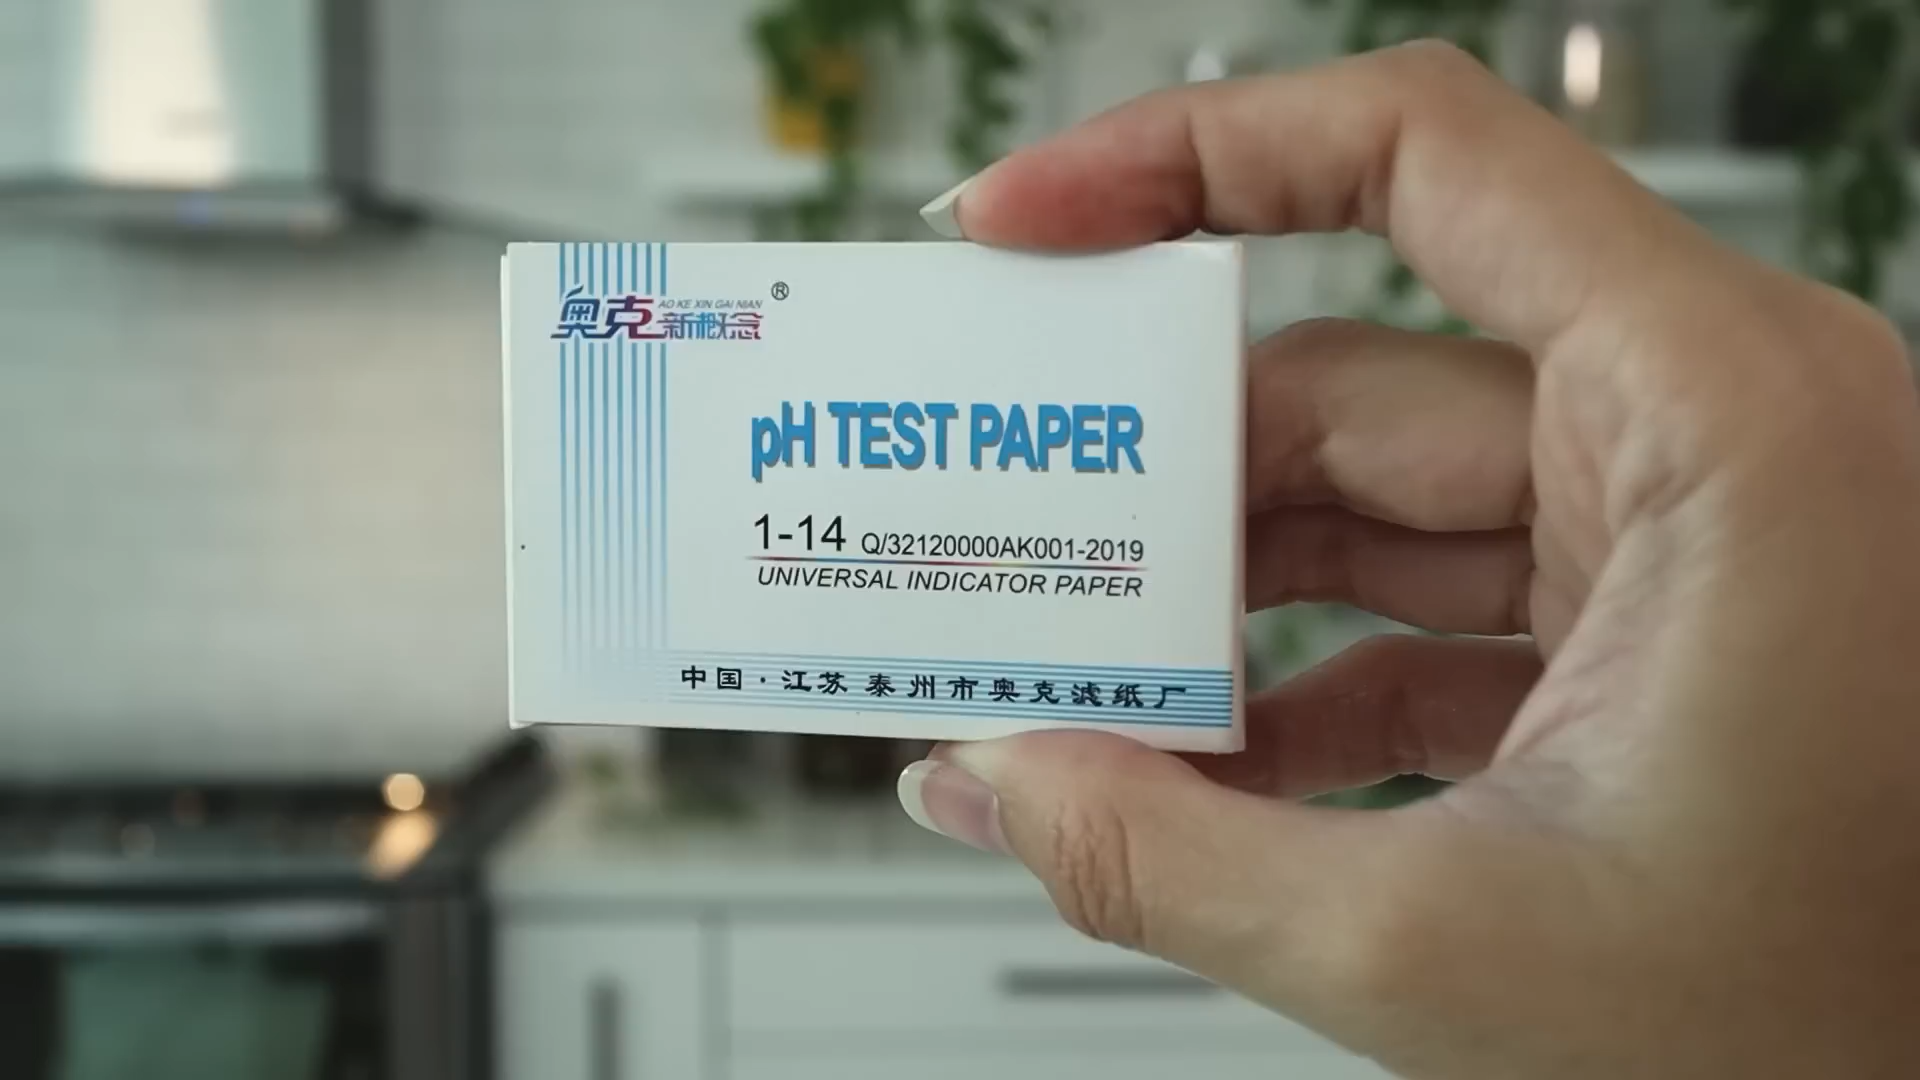 奥克 AO KE XIN GAI NIAN ®
新概念
pH TEST PAPER
1-14 Q/32120000AK001-2019
UNIVERSAL INDICATOR PAPER
中国·江苏 泰州市奥克滤纸厂